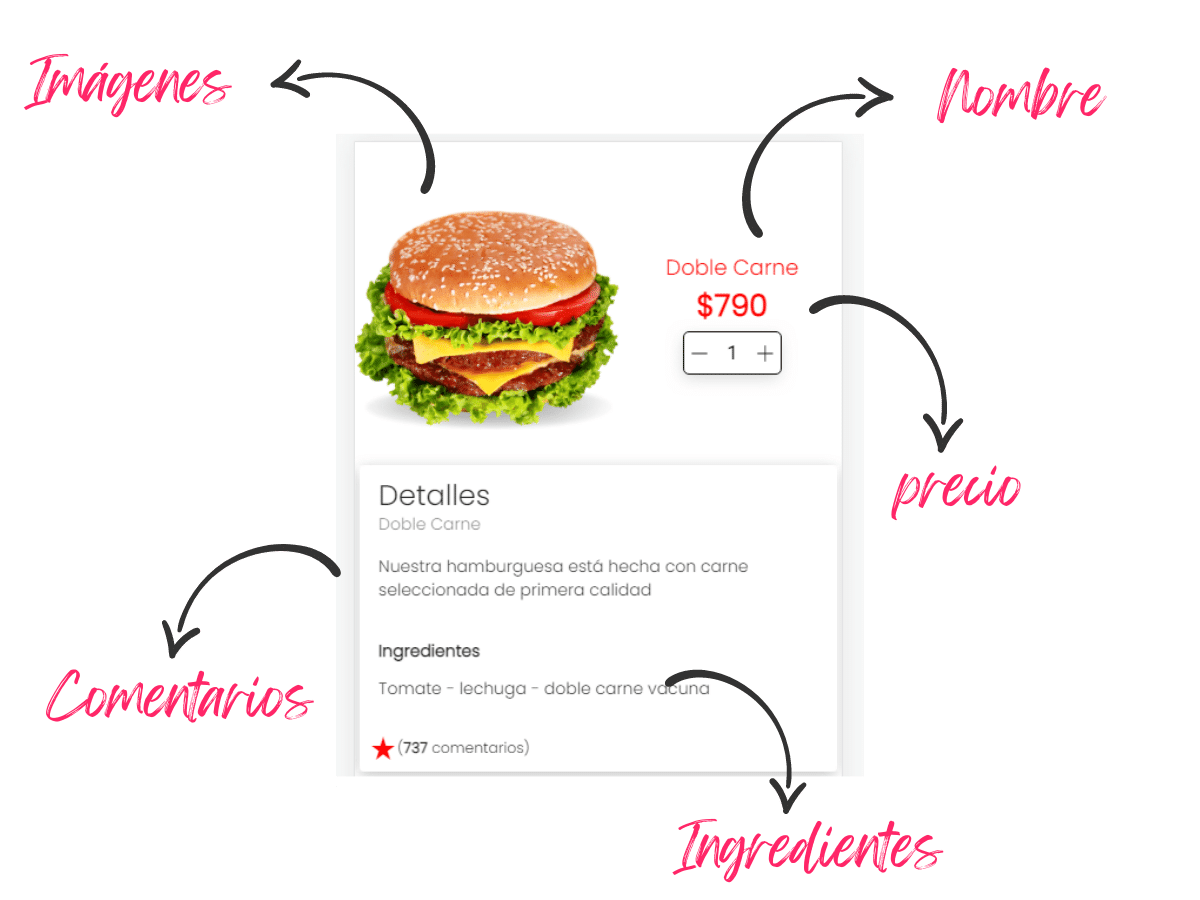 Imágenes
Nombre
Doble Carne
$790
− 1 +
precio
Detalles
Doble Carne
Nuestra hamburguesa está hecha con carne
seleccionada de primera calidad
Comentarios
Ingredientes
Tomate - lechuga - doble carne vacuna
(737 comentarios)
Ingredientes